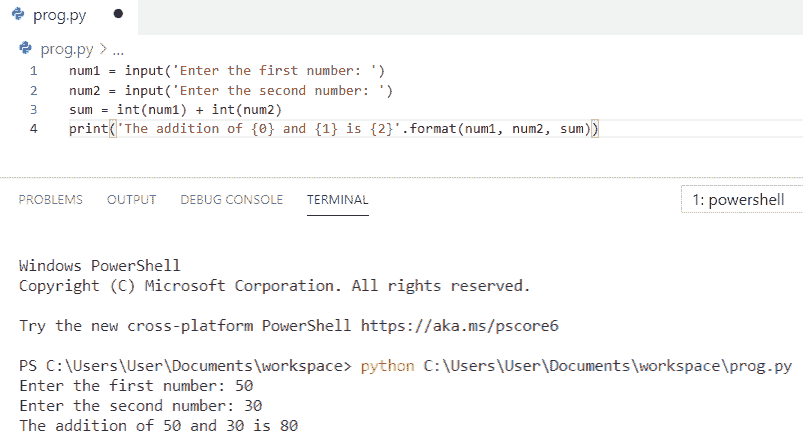 prog.py
prog.py > ...
1 num1 = input('Enter the first number: ')
2 num2 = input('Enter the second number: ')
3 sum = int(num1) + int(num2)
4 print('The addition of {0} and {1} is {2}'.format(num1, num2, sum))
PROBLEMS OUTPUT DEBUG CONSOLE TERMINAL 1: powershell
Windows PowerShell
Copyright (C) Microsoft Corporation. All rights reserved.
Try the new cross-platform PowerShell https://aka.ms/pscore6
PS C:\Users\User\Documents\workspace> python C:\Users\User\Documents\workspace\prog.py
Enter the first number: 50
Enter the second number: 30
The addition of 50 and 30 is 80